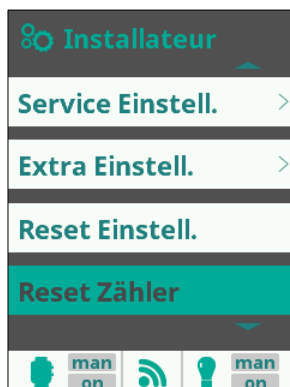 Installateur
Service Einstell.
Extra Einstell.
Reset Einstell.
Reset Zähler
man man
on on